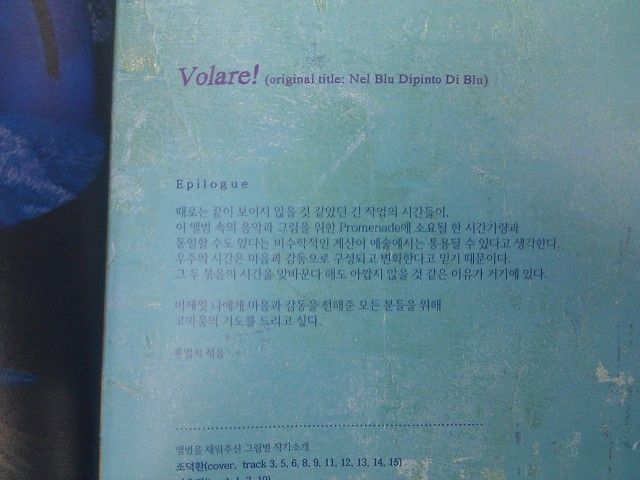 Volare! (original title: Nel Blu Dipinto Di Blu)
Epilogue
때로는 끝이 보이지 않을 것 같았던 긴 작업의 시간들이,
이 앨범 속의 음악과 그림을 위한 Promenade에 소요될 한 시간가량과
동일할 수도 있다는 비수학적인 계산이 예술에서는 통용될 수 있다고 생각한다.
우주의 시간은 마음과 감동으로 구성되고 변화한다고 믿기 때문이다.
그 두 묶음의 시간을 맞바꾼다 해도 아깝지 않을 것 같은 이유가 거기에 있다.
이제껏 나에게 마음과 감동을 전해준 모든 분들을 위해
고마움의 기도를 드리고 싶다.
앨범을 채워주신 그림별 작가소개
조덕환(cover, track 3, 5, 6, 8, 9, 11, 12, 13, 14, 15)